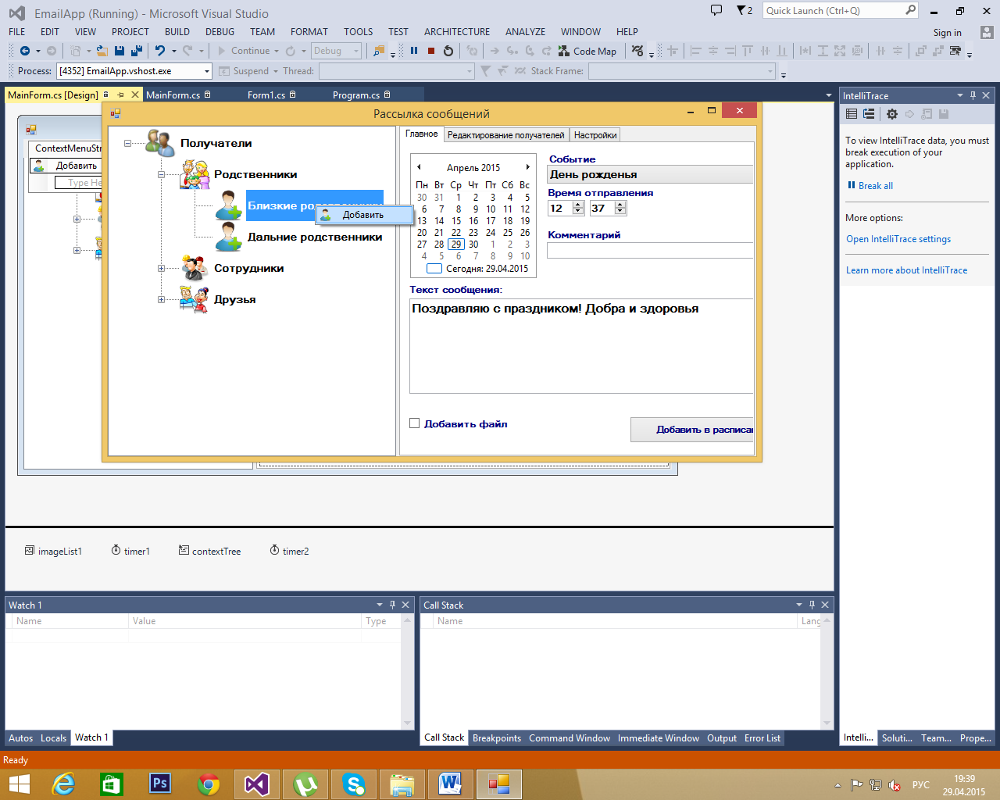 EmailApp (Running) - Microsoft Visual Studio
2
Quick Launch (Ctrl+Q)
FILE EDIT VIEW PROJECT BUILD DEBUG TEAM FORMAT TOOLS TEST ARCHITECTURE ANALYZE WINDOW HELP
Sign in
Continue Debug Code Map
Process: [4352] EmailApp.vshost.exe Suspend Thread: Stack Frame:
MainForm.cs [Design] MainForm.cs Form1.cs Program.cs
IntelliTrace
To view IntelliTrace data, you must
break execution of your
application.
Break all
More options:
Open IntelliTrace settings
Learn more about IntelliTrace
ContextMenuStr
Добавить
Type He
Рассылка сообщений
Получатели
Родственники
Близкие
Добавить
Дальние родственники
Сотрудники
Друзья
Главное Редактирование получателей Настройки
Апрель 2015
Пн Вт Ср Чт Пт Сб Вс
30 31 1 2 3 4 5
6 7 8 9 10 11 12
13 14 15 16 17 18 19
20 21 22 23 24 25 26
27 28 29 30 1 2 3
4 5 6 7 8 9 10
Сегодня: 29.04.2015
Событие
День рожденья
Время отправления
12 37
Комментарий
Текст сообщения:
Поздравляю с праздником! Добра и здоровья
Добавить файл
Добавить в расписа
imageList1 timer1 contextTree timer2
Watch 1
Name Value Type
Call Stack
Name Lang
Autos Locals Watch 1
Call Stack Breakpoints Command Window Immediate Window Output Error List
Intelli... Soluti... Team... Prope...
Ready
Ps
РУС
19:39
29.04.2015